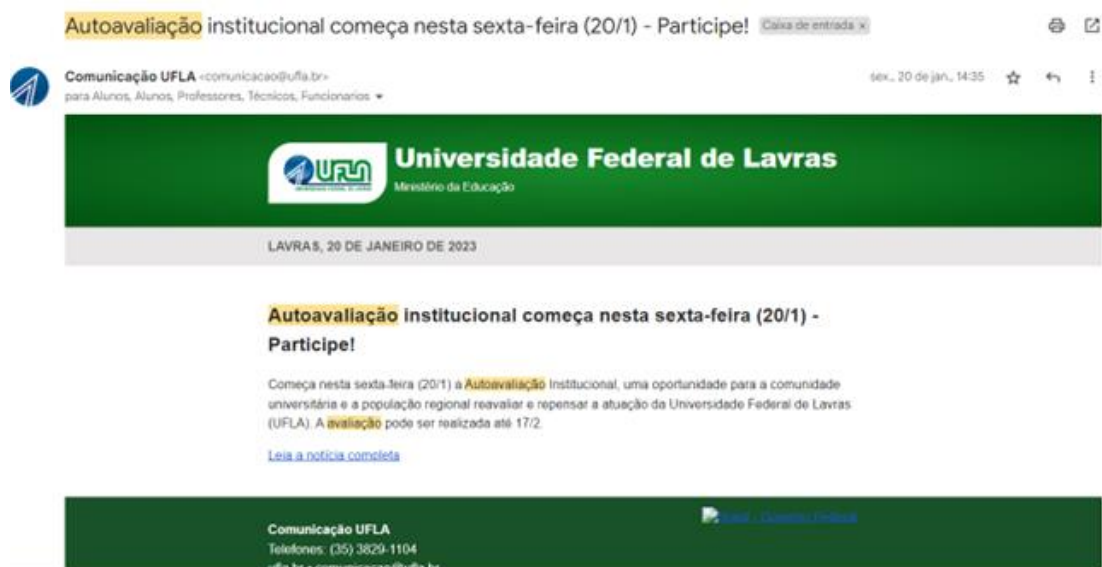 Autoavaliação institucional começa nesta sexta-feira (20/1) - Participe! Caixa de entrada x
Comunicação UFLA <comunicacao@ufla.br>
sex., 20 de jan., 14:35
para Alunos, Alunos, Professores, Técnicos, Funcionarios
UFLA
Universidade Federal de Lavras
Ministério da Educação
LAVRAS, 20 DE JANEIRO DE 2023
Autoavaliação institucional começa nesta sexta-feira (20/1) -
Participe!
Começa nesta sexta-feira (20/1) a Autoavaliação Institucional, uma oportunidade para a comunidade
universitária e a população regional reavaliar e repensar a atuação da Universidade Federal de Lavras
(UFLA). A avaliação pode ser realizada até 17/2.
Leia a notícia completa
Brasil - Governo Federal
Comunicação UFLA
Telefones: (35) 3829-1104